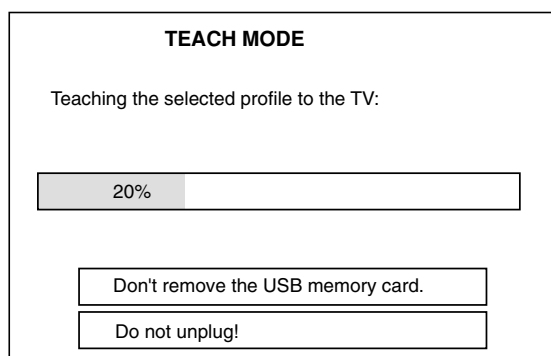 TEACH MODE
Teaching the selected profile to the TV:
20%
Don't remove the USB memory card.
Do not unplug!